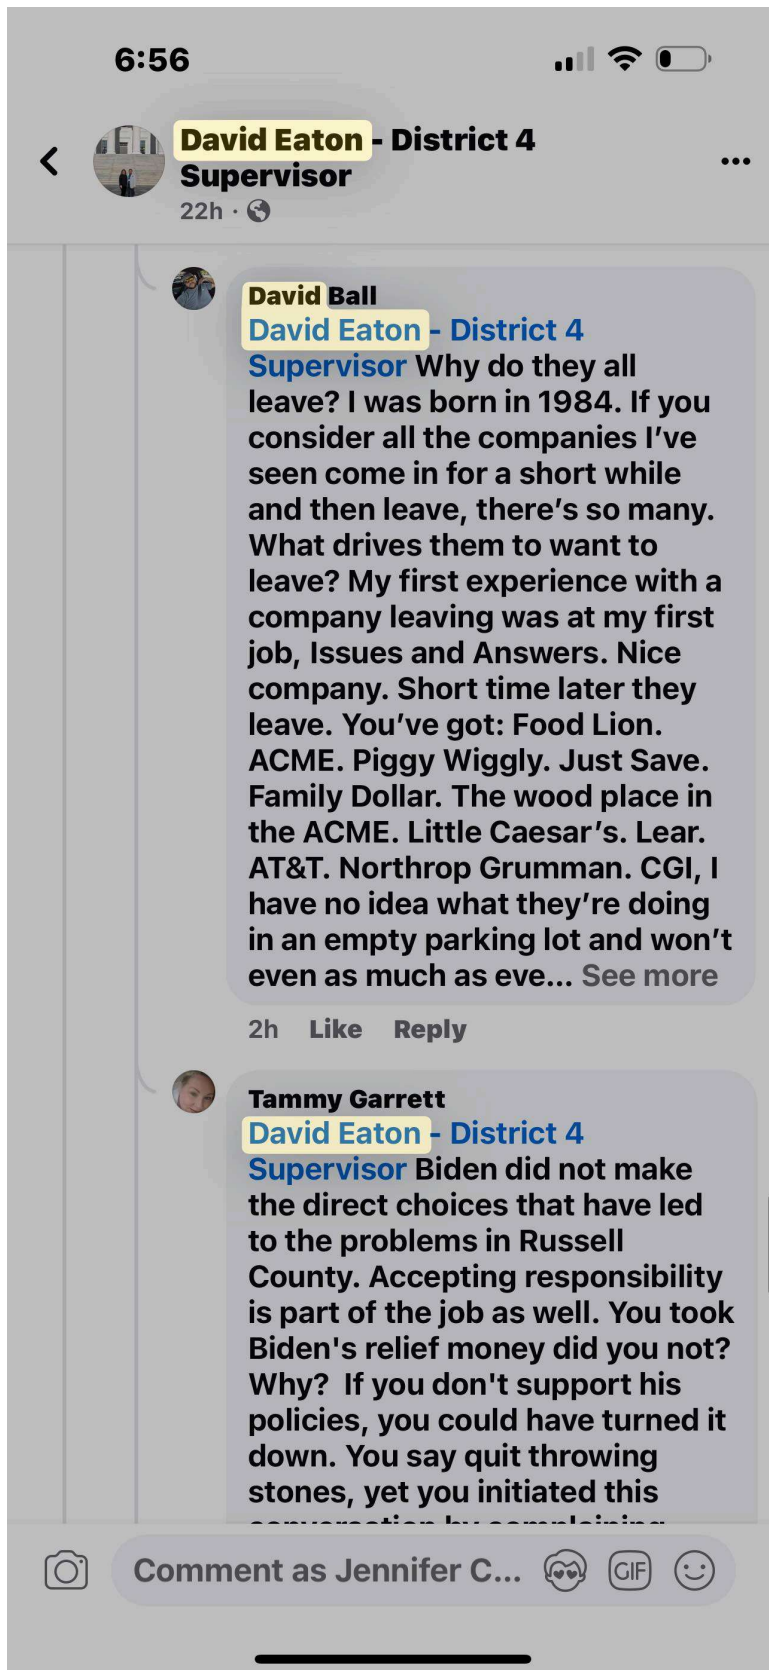 6:56
David Eaton - District 4
Supervisor
22h ·
David Ball
David Eaton - District 4
Supervisor Why do they all
leave? I was born in 1984. If you
consider all the companies I've
seen come in for a short while
and then leave, there's so many.
What drives them to want to
leave? My first experience with a
company leaving was at my first
job, Issues and Answers. Nice
company. Short time later they
leave. You've got: Food Lion.
ACME. Piggy Wiggly. Just Save.
Family Dollar. The wood place in
the ACME. Little Caesar's. Lear.
AT&T. Northrop Grumman. CGI, I
have no idea what they're doing
in an empty parking lot and won't
even as much as eve... See more
2h Like Reply
Tammy Garrett
David Eaton - District 4
Supervisor Biden did not make
the direct choices that have led
to the problems in Russell
County. Accepting responsibility
is part of the job as well. You took
Biden's relief money did you not?
Why?  If you don't support his
policies, you could have turned it
down. You say quit throwing
stones, yet you initiated this
conversation by complaining
Comment as Jennifer C... GIF